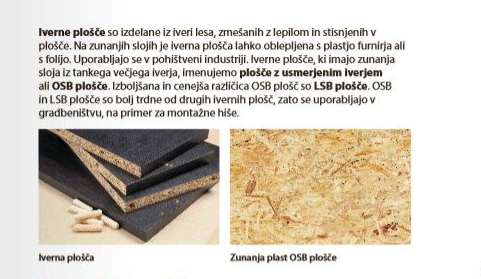 Iverne plošče so izdelane iz iveri lesa, zmešanih z lepilom in stisnjenih v
plošče. Na zunanjih slojih je iverna plošča lahko oblepljena s plastjo furnirja ali
s folijo. Uporabljajo se v pohištveni industriji. Iverne plošče, ki imajo zunanja
sloja iz tankega večjega iverja, imenujemo plošče z usmerjenim iverjem
ali OSB plošče. Izboljšana in cenejša različica OSB plošč so LSB plošče. OSB
in LSB plošče so bolj trdne od drugih ivernih plošč, zato se uporabljajo v
gradbeništvu, na primer za montažne hiše.
Iverna plošča
Zunanja plast OSB plošče